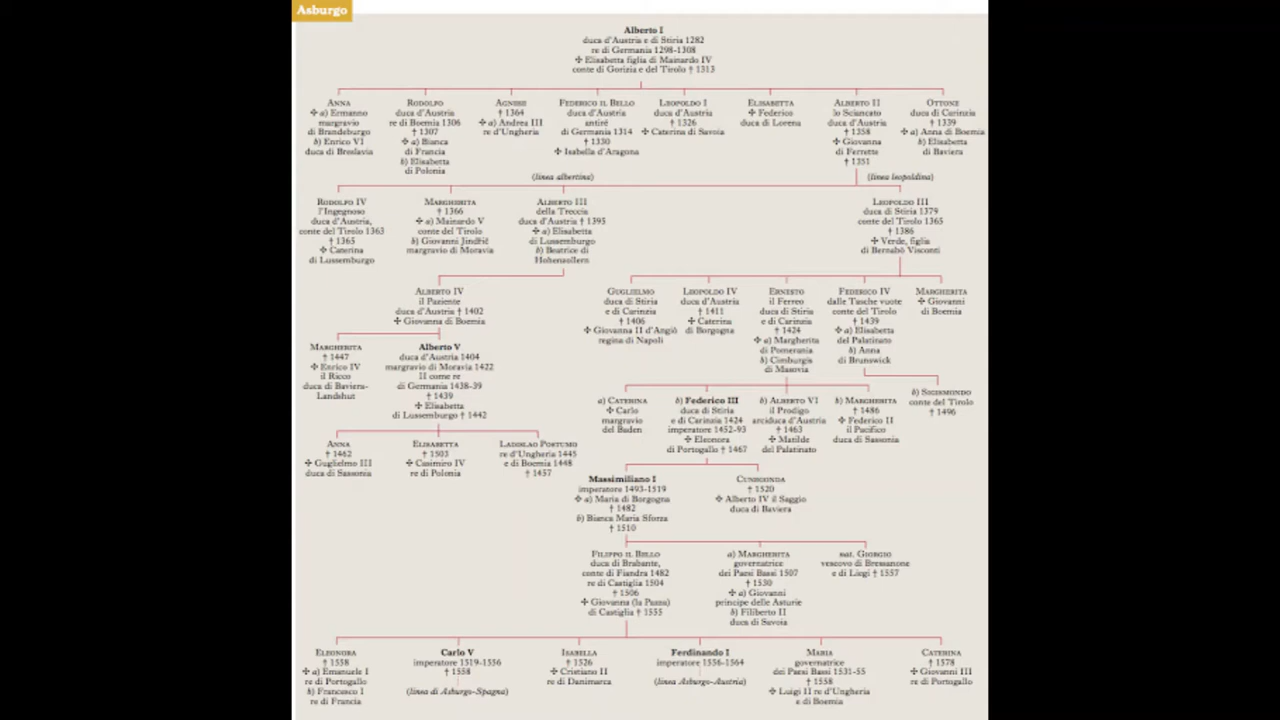 Asburgo
Alberto I
duca d'Austria e di Stiria 1282
re di Germania 1298-1308
✣ Elisabetta figlia di Mainardo IV
conte di Gorizia e del Tirolo † 1313
Anna
✣ a) Ermanno
margravio
di Brandeburgo
b) Enrico VI
duca di Breslavia
Rodolfo
duca d'Austria
re di Boemia 1306
† 1307
✣ a) Bianca
di Francia
b) Elisabetta
di Polonia
Agnese
† 1364
✣ a) Andrea III
re d'Ungheria
Federico il Bello
duca d'Austria
antiré
di Germania 1314
† 1330
✣ Isabella d'Aragona
Leopoldo I
duca d'Austria
† 1326
✣ Caterina di Savoia
Elisabetta
✣ Federico
duca di Lorena
Alberto II
lo Sciancato
duca d'Austria
† 1358
✣ Giovanna
di Ferrette
† 1351
Ottone
duca di Carinzia
† 1339
✣ a) Anna di Boemia
b) Elisabetta
di Baviera
(linea albertina)
(linea leopoldina)
Rodolfo IV
l'Ingegnoso
duca d'Austria,
conte del Tirolo 1363
† 1365
✣ Caterina
di Lussemburgo
Margherita
† 1366
✣ a) Mainardo V
conte del Tirolo
b) Giovanni Jindřič
margravio di Moravia
Alberto III
della Treccia
duca d'Austria † 1395
✣ a) Elisabetta
di Lussemburgo
b) Beatrice di
Hohenzollern
Leopoldo III
duca di Stiria 1379
conte del Tirolo 1365
† 1386
✣ Verde, figlia
di Bernabò Visconti
Alberto IV
il Paziente
duca d'Austria † 1402
✣ Giovanna di Boemia
Guglielmo
duca di Stiria
e di Carinzia
† 1406
✣ Giovanna II d'Angiò
regina di Napoli
Leopoldo IV
duca d'Austria
† 1411
✣ Caterina
di Borgogna
Ernesto
il Ferreo
duca di Stiria
e di Carinzia
† 1424
✣ a) Margherita
di Pomerania
b) Cimburgis
di Masovia
Federico IV
dalle Tasche vuote
conte del Tirolo
† 1439
✣ a) Elisabetta
del Palatinato
b) Anna
di Brunswick
Margherita
✣ Giovanni
di Boemia
Margherita
† 1447
✣ Enrico IV
il Ricco
duca di Baviera-
Landshut
Alberto V
duca d'Austria 1404
margravio di Moravia 1422
II come re
di Germania 1438-39
† 1439
✣ Elisabetta
di Lussemburgo † 1442
a) Caterina
✣ Carlo
margravio
del Baden
b) Federico III
duca di Stiria
e di Carinzia 1424
imperatore 1452-93
✣ Eleonora
di Portogallo † 1467
b) Alberto VI
il Prodigo
arciduca d'Austria
† 1463
✣ Matilde
del Palatinato
b) Margherita
† 1486
✣ Federico II
il Pacifico
duca di Sassonia
b) Sigismondo
conte del Tirolo
† 1496
Anna
† 1462
✣ Guglielmo III
duca di Sassonia
Elisabetta
† 1503
✣ Casimiro IV
re di Polonia
Ladislao Postumo
re d'Ungheria 1445
e di Boemia 1448
† 1457
Massimiliano I
imperatore 1493-1519
✣ a) Maria di Borgogna
† 1482
b) Bianca Maria Sforza
† 1510
Cunegonda
† 1520
✣ Alberto IV il Saggio
duca di Baviera
Filippo il Bello
duca di Brabante,
conte di Fiandra 1482
re di Castiglia 1504
† 1506
✣ Giovanna (la Pazza)
di Castiglia † 1555
a) Margherita
governatrice
dei Paesi Bassi 1507
† 1530
✣ a) Giovanni
principe delle Asturie
b) Filiberto II
duca di Savoia
nat. Giorgio
vescovo di Bressanone
e di Liegi † 1557
Eleonora
† 1558
✣ a) Emanuele I
re di Portogallo
b) Francesco I
re di Francia
Carlo V
imperatore 1519-1556
† 1558
(linea di Asburgo-Spagna)
Isabella
† 1526
✣ Cristiano II
re di Danimarca
Ferdinando I
imperatore 1556-1564
(linea Asburgo-Austria)
Maria
governatrice
dei Paesi Bassi 1531-55
† 1558
✣ Luigi II re d'Ungheria
e di Boemia
Caterina
† 1578
✣ Giovanni III
re di Portogallo